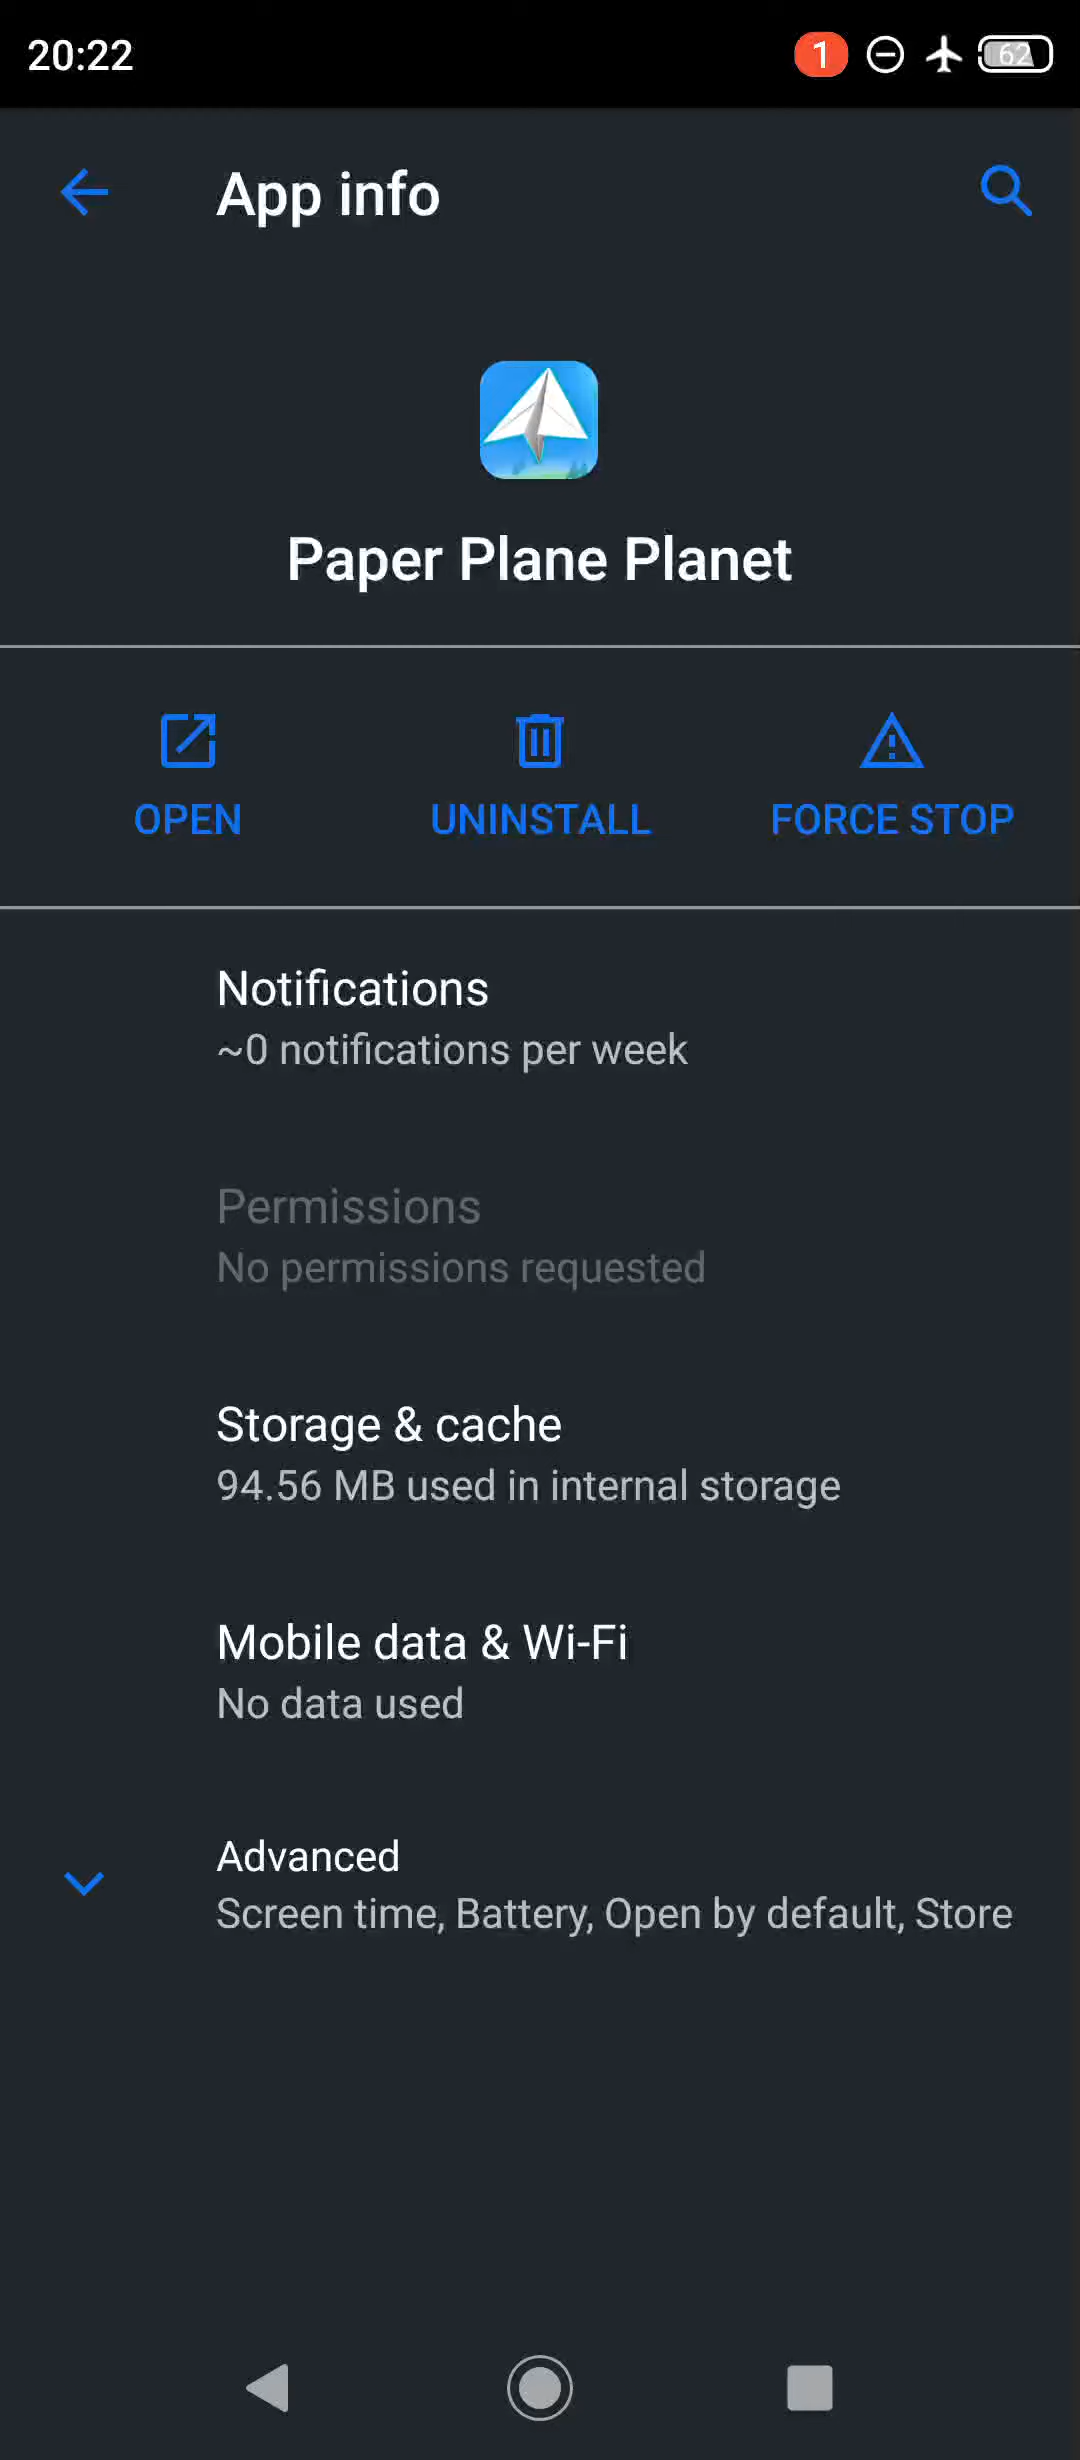 20:22
1
62
App info
Paper Plane Planet
OPEN
UNINSTALL
FORCE STOP
Notifications
~0 notifications per week
Permissions
No permissions requested
Storage & cache
94.56 MB used in internal storage
Mobile data & Wi-Fi
No data used
Advanced
Screen time, Battery, Open by default, Store